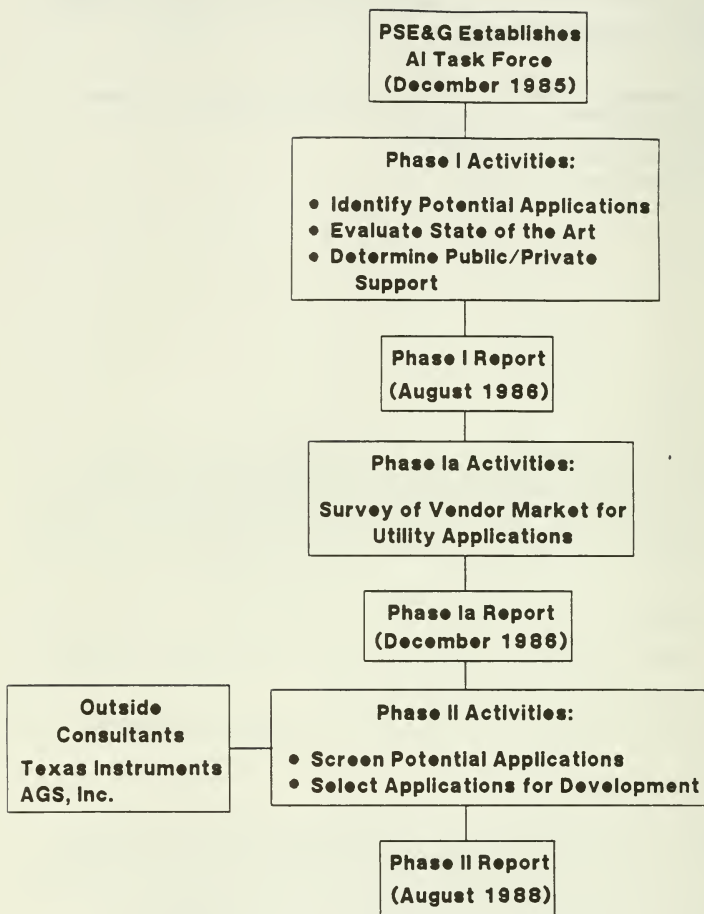 PSE&G Establishes
AI Task Force
(December 1985)
Phase I Activities:
• Identify Potential Applications
• Evaluate State of the Art
• Determine Public/Private
Support
Phase I Report
(August 1986)
Phase Ia Activities:
Survey of Vendor Market for
Utility Applications
Phase Ia Report
(December 1986)
Outside
Consultants
Texas Instruments
AGS, Inc.
Phase II Activities:
• Screen Potential Applications
• Select Applications for Development
Phase II Report
(August 1988)